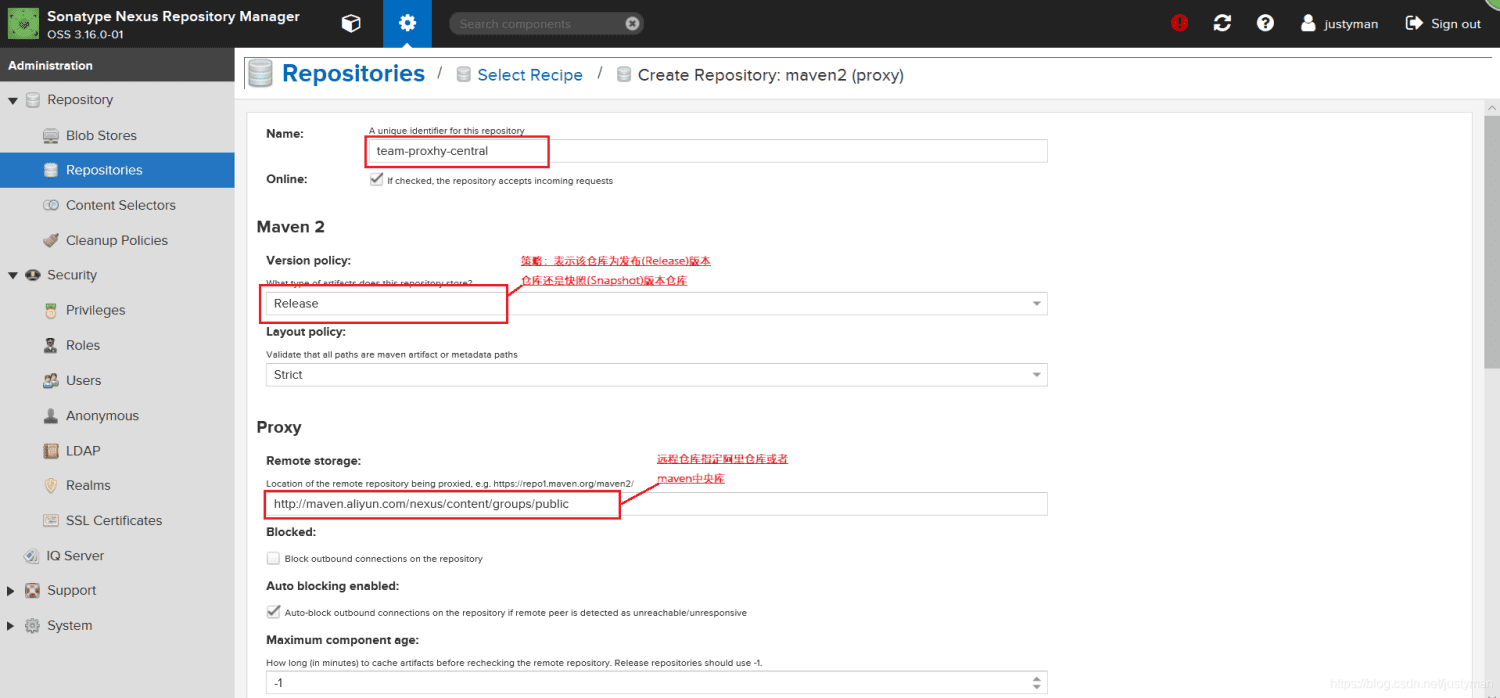 Sonatype Nexus Repository Manager
OSS 3.16.0-01
Search components
justyman
Sign out
Administration
Repository
Blob Stores
Repositories
Content Selectors
Cleanup Policies
Security
Privileges
Roles
Users
Anonymous
LDAP
Realms
SSL Certificates
IQ Server
Support
System
Repositories / Select Recipe / Create Repository: maven2 (proxy)
Name:
A unique identifier for this repository
team-proxhy-central
Online:
If checked, the repository accepts incoming requests
Maven 2
Version policy:
策略：表示该仓库为发布(Release)版本
仓库还是快照(Snapshot)版本仓库
What type of artifacts does this repository store?
Release
Layout policy:
Validate that all paths are maven artifact or metadata paths
Strict
Proxy
Remote storage:
远程仓库指定阿里仓库或者
maven中央库
Location of the remote repository being proxied, e.g. https://repo1.maven.org/maven2/
http://maven.aliyun.com/nexus/content/groups/public
Blocked:
Block outbound connections on the repository
Auto blocking enabled:
Auto-block outbound connections on the repository if remote peer is detected as unreachable/unresponsive
Maximum component age:
How long (in minutes) to cache artifacts before rechecking the remote repository. Release repositories should use -1.
-1
https://blog.csdn.net/justyman